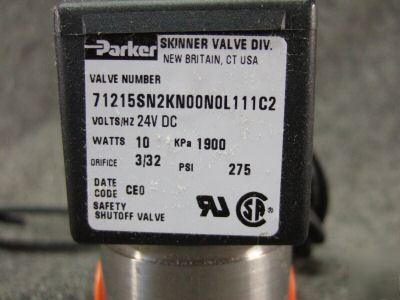 Parker SKINNER VALVE DIV.
NEW BRITAIN, CT USA
VALVE NUMBER
71215SN2KN00N0L111C2
VOLTS/HZ 24V DC
WATTS 10 KPa 1900
ORIFICE 3/32 PSI 275
DATE CODE CE0
SAFETY
SHUTOFF VALVE